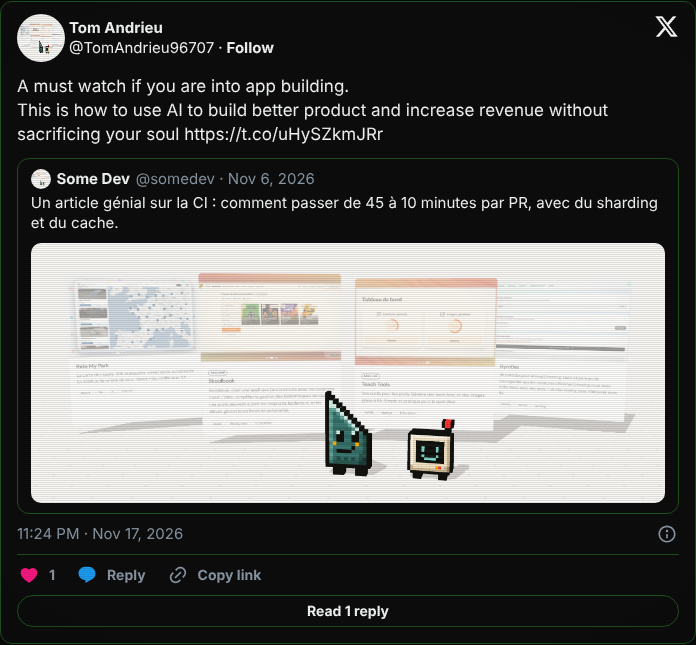 Tom Andrieu
@TomAndrieu96707 · Follow
A must watch if you are into app building.
This is how to use AI to build better product and increase revenue without
sacrificing your soul https://t.co/uHySZkmJRr
Some Dev @somedev · Nov 6, 2026
Un article génial sur la CI : comment passer de 45 à 10 minutes par PR, avec du sharding
et du cache.
Tableau de bord
Rate My Park
Skoolbook
Teach Tools
11:24 PM · Nov 17, 2026
1 Reply Copy link
Read 1 reply